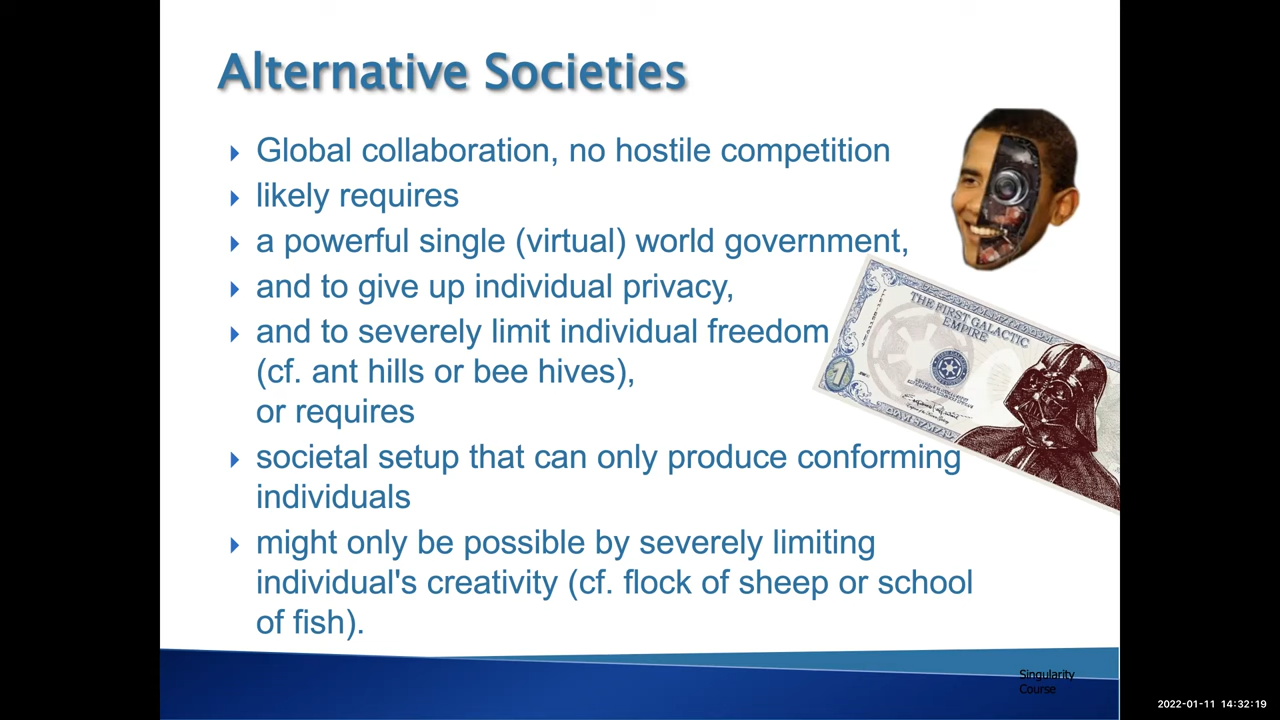 Alternative Societies
Global collaboration, no hostile competition
likely requires
a powerful single (virtual) world government,
and to give up individual privacy,
and to severely limit individual freedom
(cf. ant hills or bee hives),
or requires
societal setup that can only produce conforming
individuals
might only be possible by severely limiting
individual's creativity (cf. flock of sheep or school
of fish).
THE FIRST GALACTIC
EMPIRE
1
Singularity
Course
2022-01-11 14:32:19